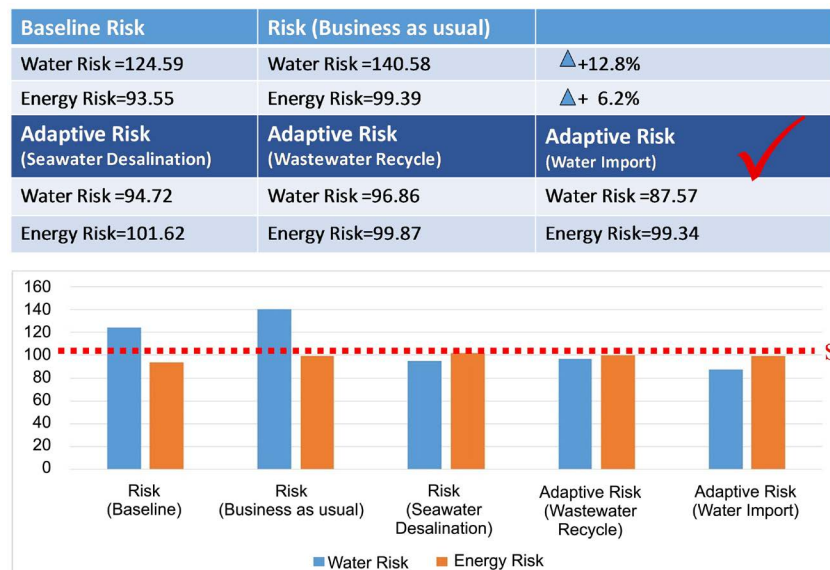 Baseline Risk Risk (Business as usual)
Water Risk =124.59 Water Risk =140.58 +12.8%
Energy Risk=93.55 Energy Risk=99.39 + 6.2%
Adaptive Risk Adaptive Risk Adaptive Risk
(Seawater Desalination) (Wastewater Recycle) (Water Import)
Water Risk =94.72 Water Risk =96.86 Water Risk =87.57
Energy Risk=101.62 Energy Risk=99.87 Energy Risk=99.34
160
140
120
100
80
60
40
20
0
S
Risk Risk Risk Adaptive Risk Adaptive Risk
(Baseline) (Business as usual) (Seawater (Wastewater (Water Import)
Desalination) Recycle)
Water Risk Energy Risk